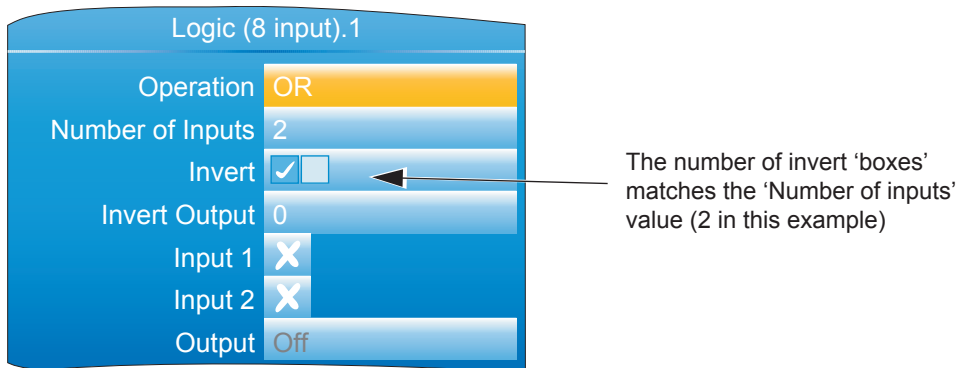 Logic (8 input).1
Operation OR
Number of Inputs 2
Invert
Invert Output 0
Input 1
Input 2
Output Off
The number of invert ‘boxes’
matches the ‘Number of inputs’
value (2 in this example)